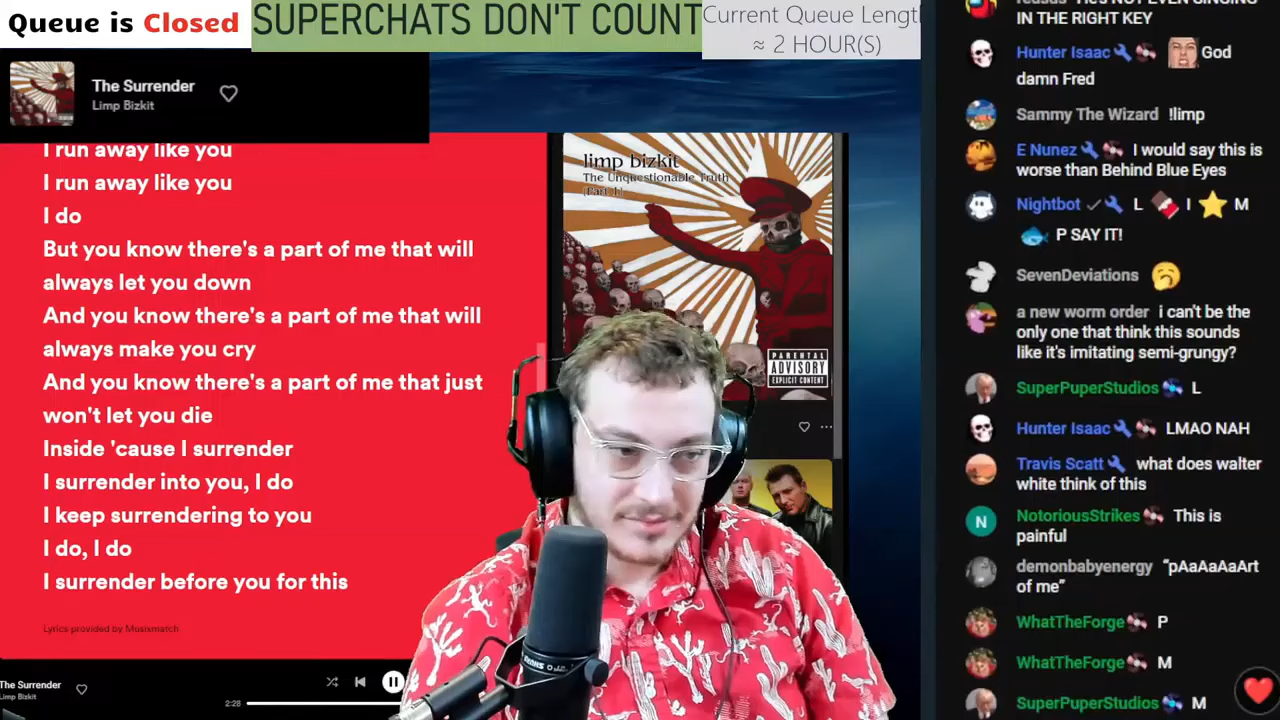 Queue is Closed
SUPERCHATS DON'T COUNT
Current Queue Lengt
≈ 2 HOUR(S)
The Surrender
Limp Bizkit
I run away like you
I run away like you
I do
But you know there's a part of me that will
always let you down
And you know there's a part of me that will
always make you cry
And you know there's a part of me that just
won't let you die
Inside 'cause I surrender
I surrender into you, I do
I keep surrendering to you
I do, I do
I surrender before you for this
Lyrics provided by Musixmatch
The Surrender
Limp Bizkit
2:28
limp bizkit
The Unquestionable Truth
(Part 1)
PARENTAL
ADVISORY
EXPLICIT CONTENT
IN THE RIGHT KEY
Hunter Isaac God
damn Fred
Sammy The Wizard !limp
E Nunez I would say this is
worse than Behind Blue Eyes
Nightbot L 🍫 I ⭐ M
🐟 P SAY IT!
SevenDeviations 🥱
a new worm order i can't be the
only one that think this sounds
like it's imitating semi-grungy?
SuperPuperStudios L
Hunter Isaac LMAO NAH
Travis Scatt what does walter
white think of this
N
NotoriousStrikes This is
painful
demonbabyenergy “pAaAaAaArt
of me”
WhatTheForge P
WhatTheForge M
SuperPuperStudios M